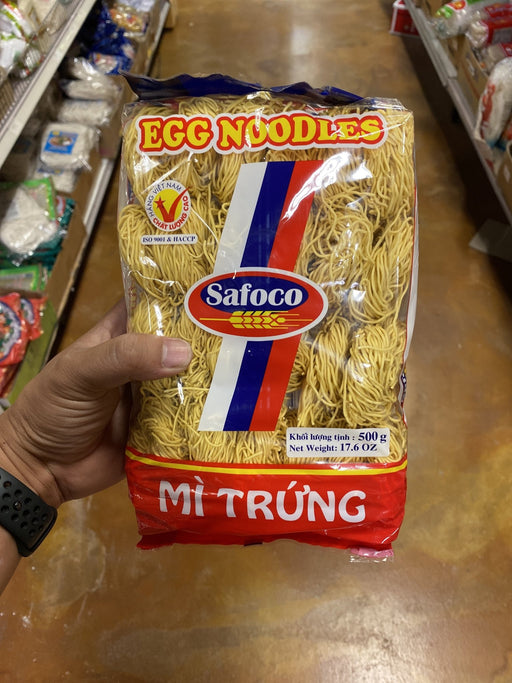 EGG NOODLES
HÀNG VIỆT NAM
CHẤT LƯỢNG CAO
ISO 9001 & HACCP
Safoco
Khối lượng tịnh : 500 g
Net Weight: 17.6 OZ
MÌ TRỨNG